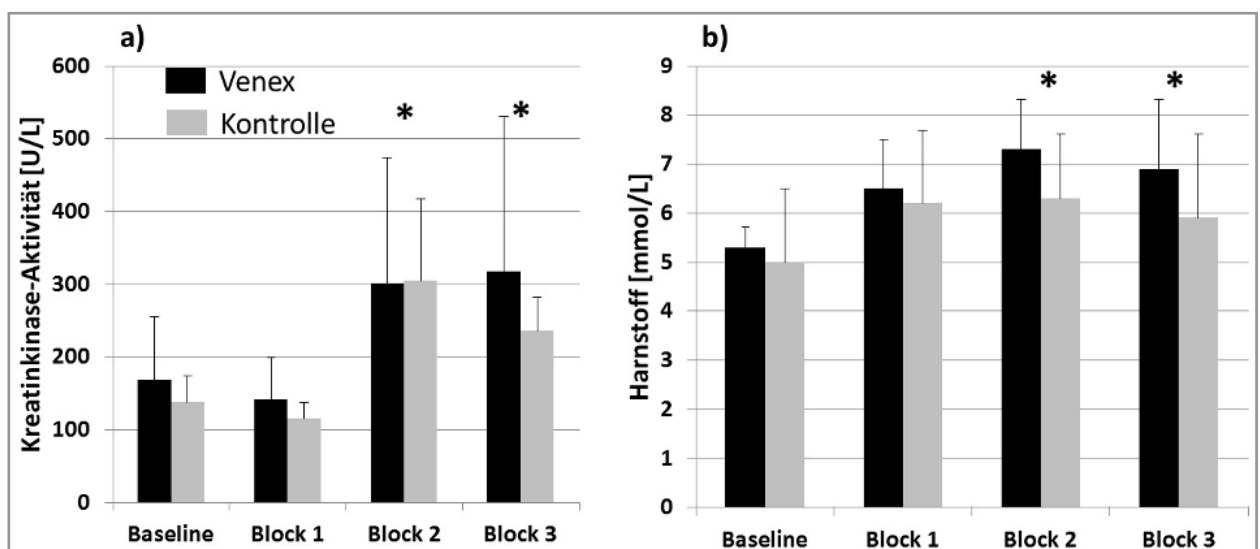 a)
Kreatinkinase-Aktivität [U/L]
600
500
400
300
200
100
0
Venex
Kontrolle
*
*
Baseline Block 1 Block 2 Block 3
b)
Harnstoff [mmol/L]
9
8
7
6
5
4
3
2
1
0
*
*
Baseline Block 1 Block 2 Block 3